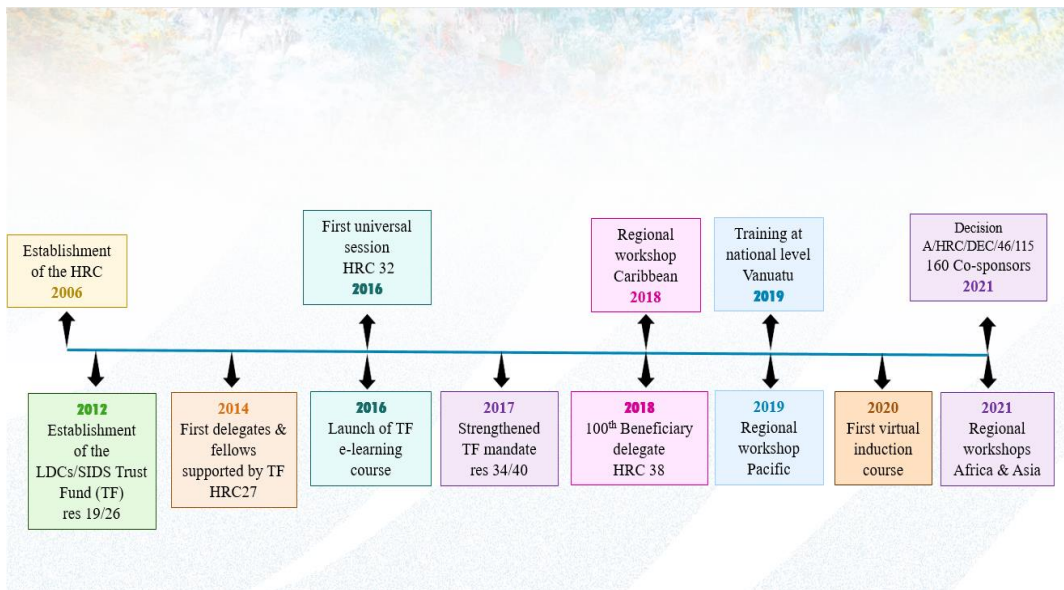 Establishment
of the HRC
2006
First universal
session
HRC 32
2016
Regional
workshop
Caribbean
2018
Training at
national level
Vanuatu
2019
Decision
A/HRC/DEC/46/115
160 Co-sponsors
2021
2012
Establishment
of the
LDCs/SIDS Trust
Fund (TF)
res 19/26
2014
First delegates &
fellows
supported by TF
HRC27
2016
Launch of TF
e-learning
course
2017
Strengthened
TF mandate
res 34/40
2018
100th Beneficiary
delegate
HRC 38
2019
Regional
workshop
Pacific
2020
First virtual
induction
course
2021
Regional
workshops
Africa & Asia